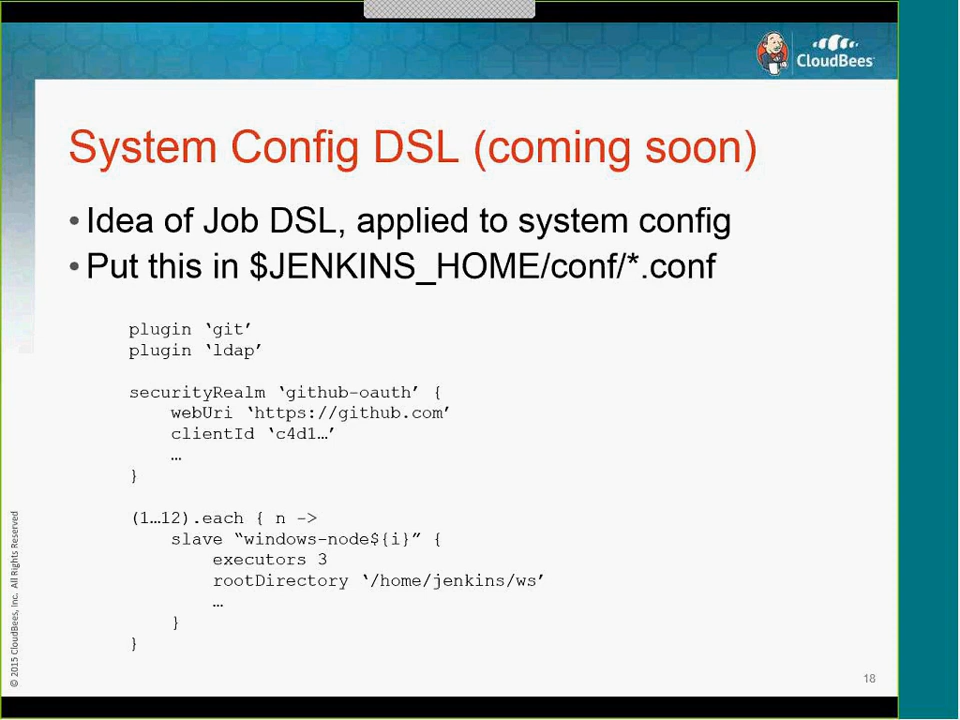 CloudBees
System Config DSL (coming soon)
• Idea of Job DSL, applied to system config
• Put this in $JENKINS_HOME/conf/*.conf
plugin ‘git’
plugin ‘ldap’
securityRealm ‘github-oauth’ {
    webUri ‘https://github.com’
    clientId ‘c4d1…’
    …
}
(1…12).each { n ->
    slave “windows-node${i}” {
        executors 3
        rootDirectory ‘/home/jenkins/ws’
        …
    }
}
© 2015 CloudBees, Inc. All Rights Reserved
18